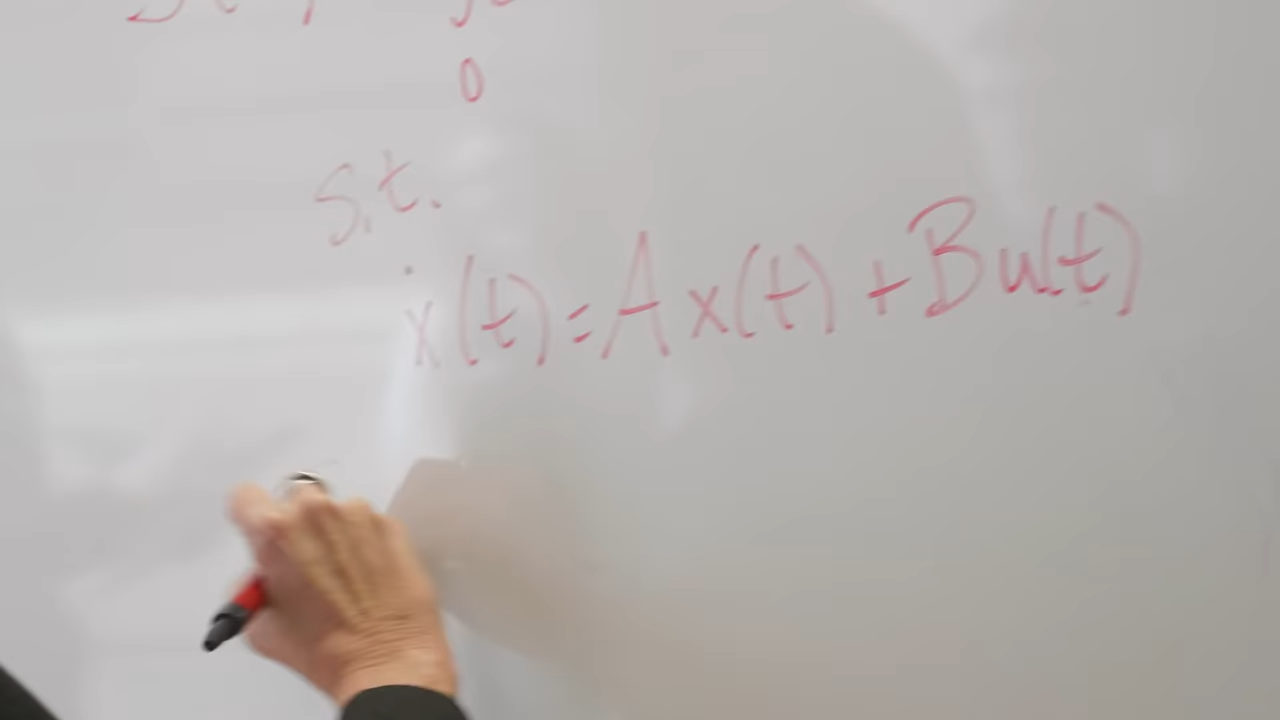 0
s.t.
ẋ(t) = Ax(t) + Bu(t)